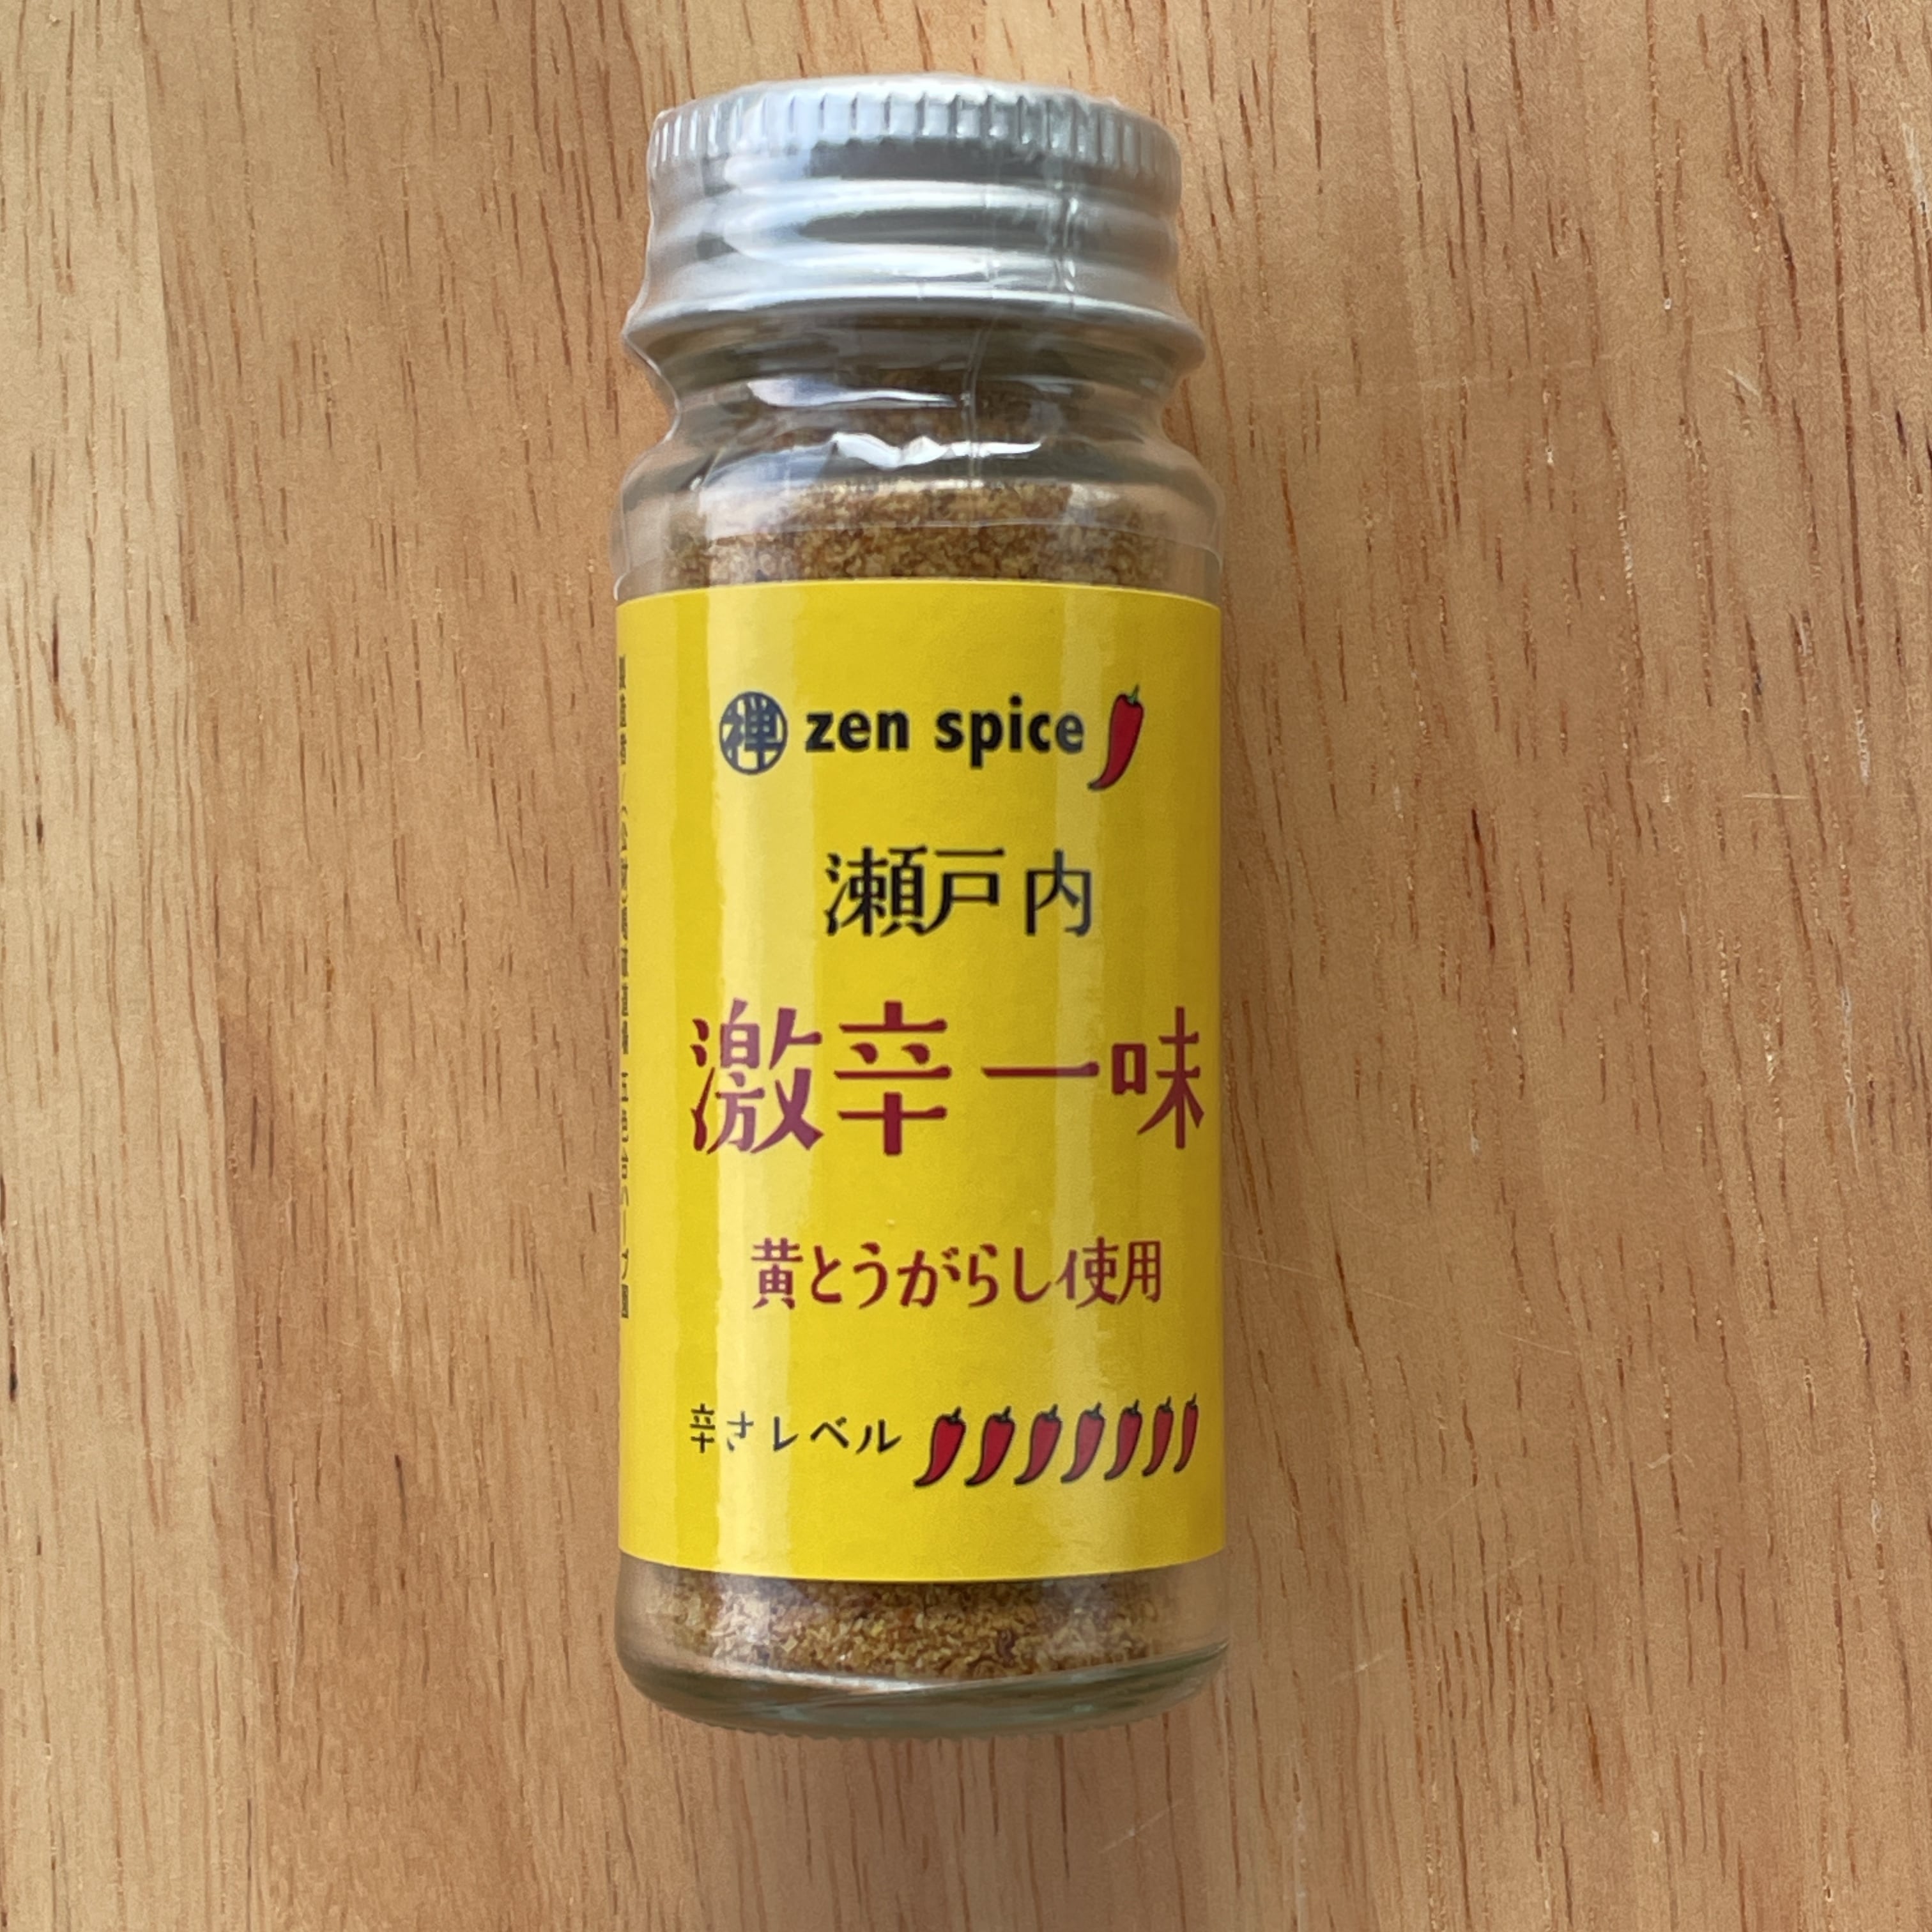 禅 zen spice
瀬戸内
激辛一味
黄とうがらし使用
辛さレベル